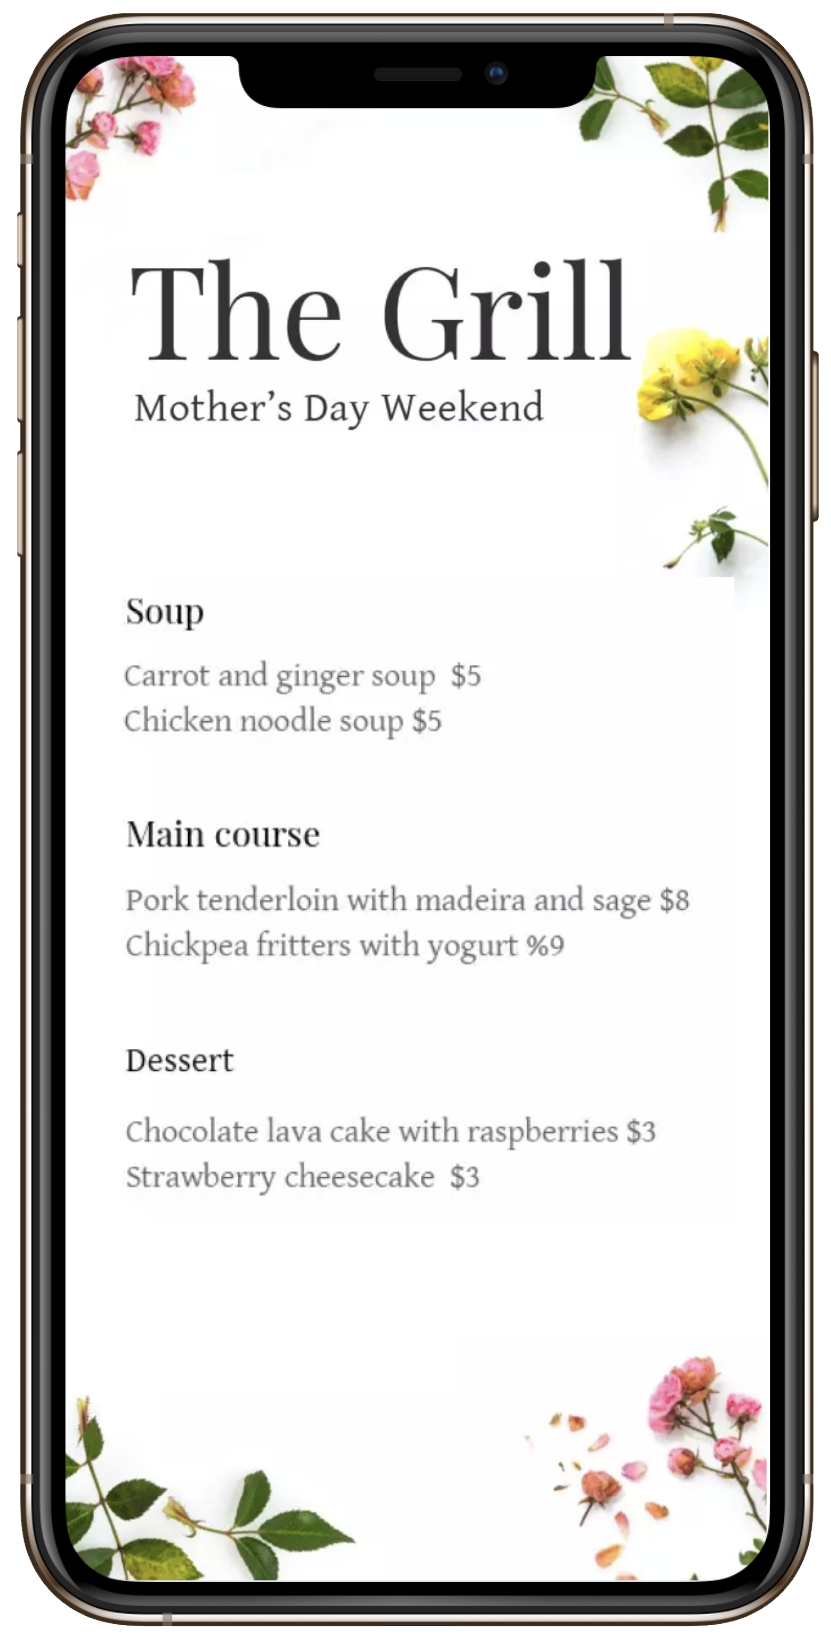 The Grill
Mother’s Day Weekend
Soup
Carrot and ginger soup $5
Chicken noodle soup $5
Main course
Pork tenderloin with madeira and sage $8
Chickpea fritters with yogurt %9
Dessert
Chocolate lava cake with raspberries $3
Strawberry cheesecake $3